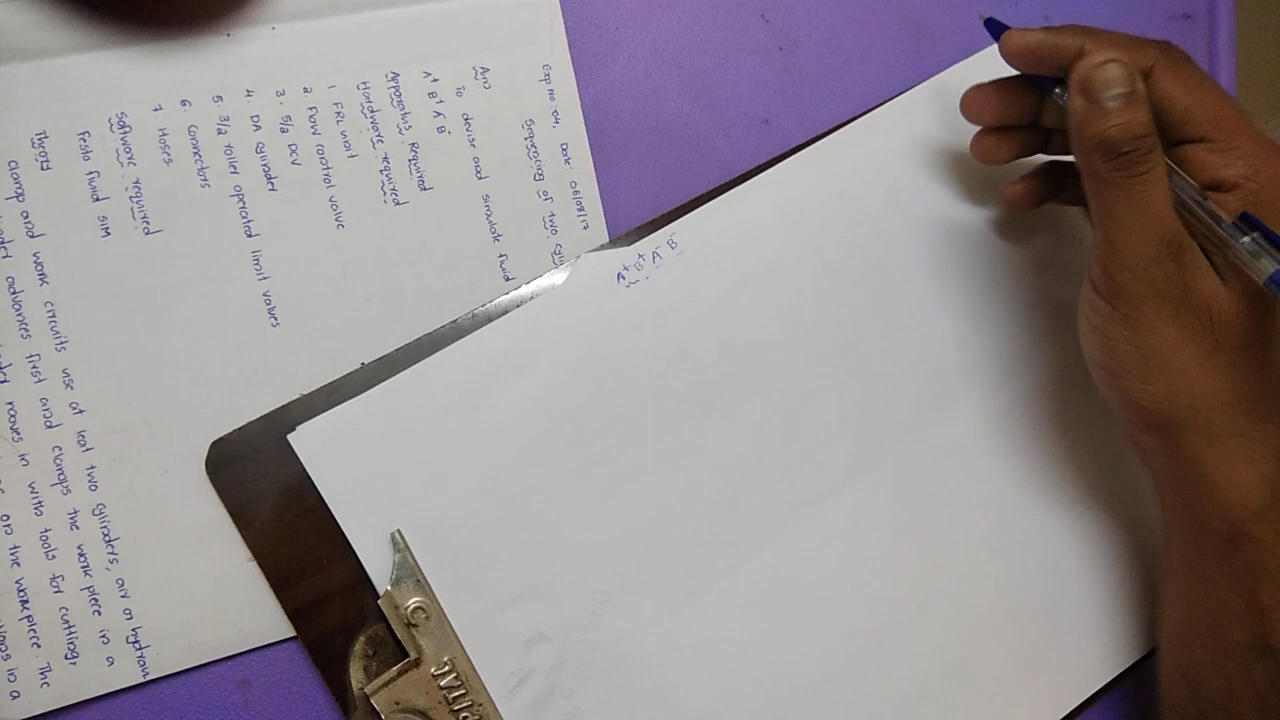 Exp No: 04, Date: 06/08/17
Sequencing of two
Aim
To devise and simulate fluid
A+ B+ A- B-
Apparatus Required
Hardware required
1. FRL unit
2. Flow control valve
3. 5/2 DCV
4. DA cylinder
5. 3/2 roller operated limit valves
6. Connectors
7. Hoses
Software required
Festo fluid sim
Theory
clamp and work circuits use at least two cylinders, air or
advances first and clamps the work piece in a
moves in with tools for cutting,
on the workpiece. The
in a
A+ B+ A- B-